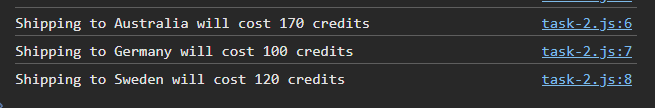 Shipping to Australia will cost 170 credits task-2.js:6
Shipping to Germany will cost 100 credits task-2.js:7
Shipping to Sweden will cost 120 credits task-2.js:8